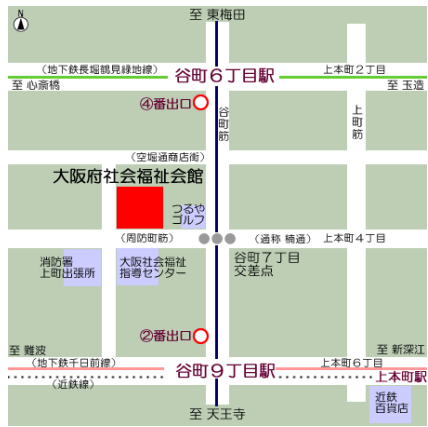 至 東梅田
N
（地下鉄長堀鶴見緑地線）
谷町６丁目駅
上本町２丁目
至 心斎橋
至 玉造
④番出口
谷町筋
上町筋
（空堀通商店街）
大阪府社会福祉会館
つるや
ゴルフ
（周防町筋）
（通称 楠通）
上本町４丁目
消防署
上町出張所
大阪社会福祉
指導センター
谷町７丁目
交差点
②番出口
至 難波
至 新深江
（地下鉄千日前線）
谷町９丁目駅
上本町６丁目
（近鉄線）
上本町駅
近鉄
百貨店
至 天王寺